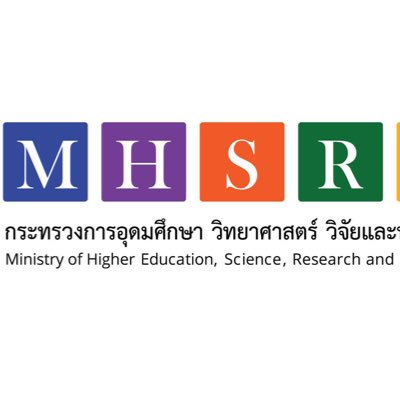 MHSR
กระทรวงการอุดมศึกษา วิทยาศาสตร์ วิจัยและ
Ministry of Higher Education, Science, Research and